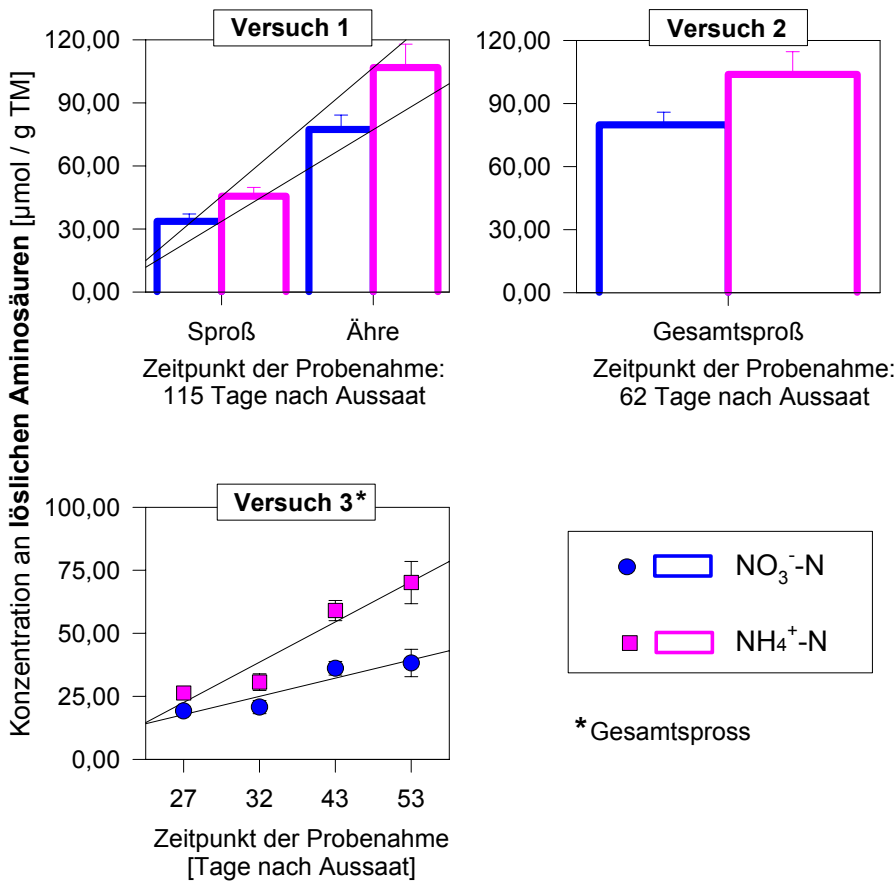 Konzentration an löslichen Aminosäuren [µmol / g TM]
Versuch 1
120,00
90,00
60,00
30,00
0,00
Sproß Ähre
Zeitpunkt der Probenahme:
115 Tage nach Aussaat
Versuch 2
120,00
90,00
60,00
30,00
0,00
Gesamtsproß
Zeitpunkt der Probenahme:
62 Tage nach Aussaat
Versuch 3*
100,00
75,00
50,00
25,00
0,00
27 32 43 53
Zeitpunkt der Probenahme
[Tage nach Aussaat]
NO₃⁻-N
NH₄⁺-N
*Gesamtspross